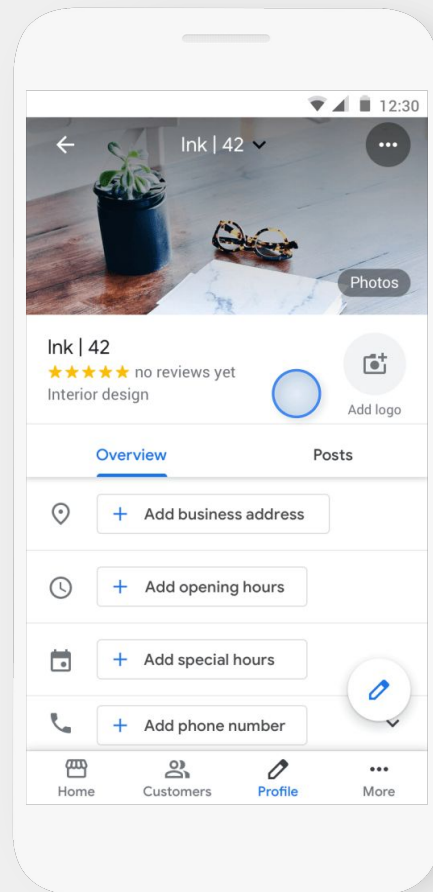 12:30
Ink | 42
Photos
Ink | 42
no reviews yet
Interior design
Add logo
Overview Posts
+ Add business address
+ Add opening hours
+ Add special hours
+ Add phone number
Home Customers Profile More